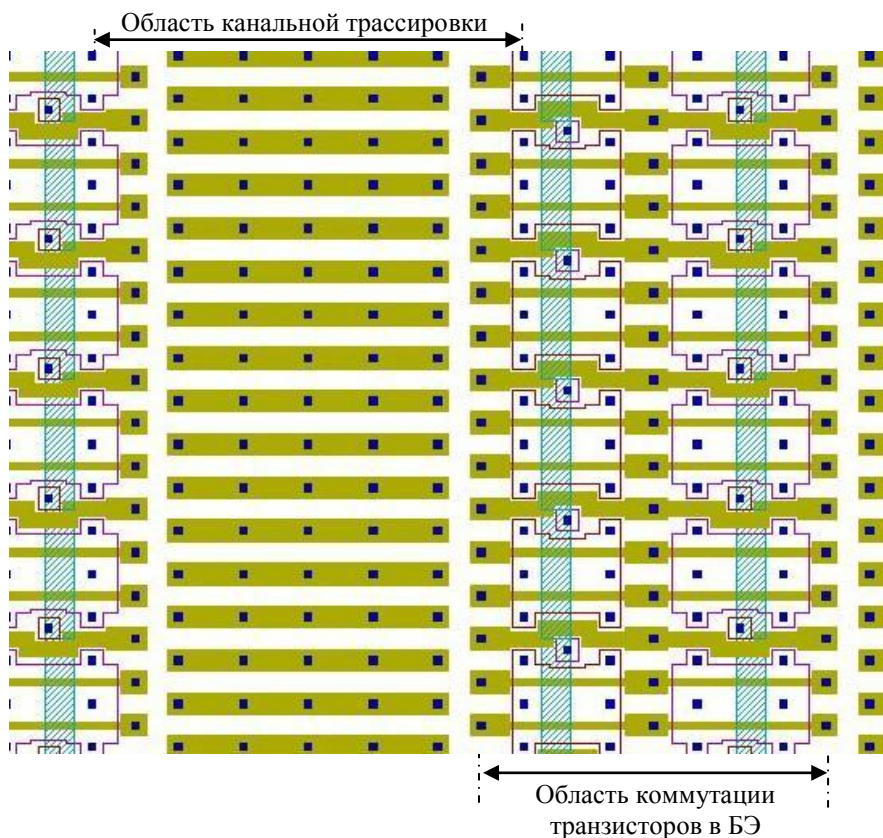 Область канальной трассировки
Область коммутации
транзисторов в БЭ